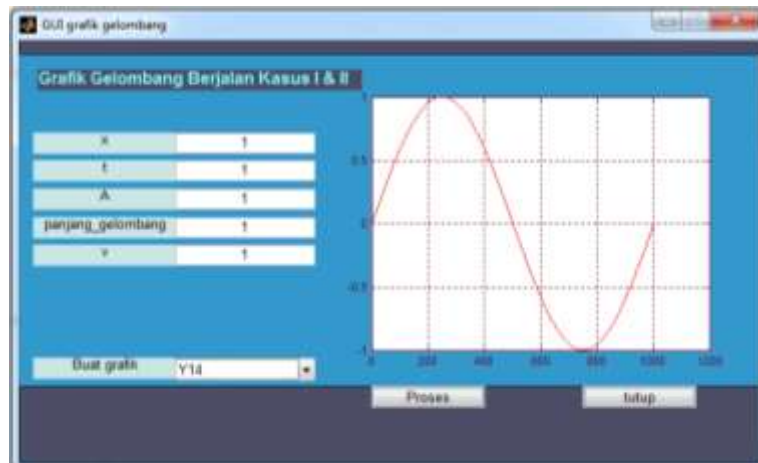 GUI grafik gelombang
Grafik Gelombang Berjalan Kasus I & II
x 1
t 1
A 1
panjang_gelombang 1
v 1
Buat grafik Y14
1
0.5
0
-0.5
-1
0 200 400 600 800 1000 1200
Proses tutup